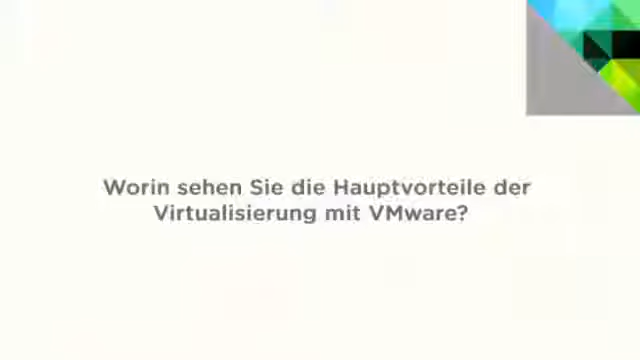 Worin sehen Sie die Hauptvorteile der
Virtualisierung mit VMware?